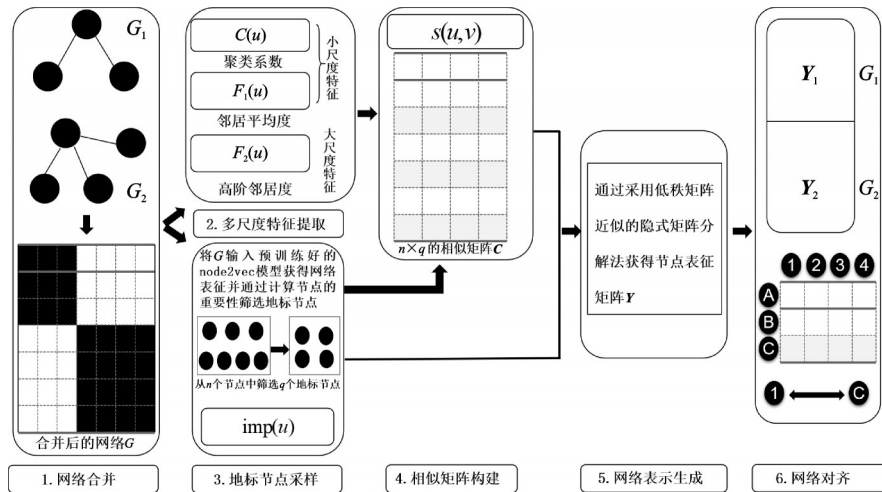 G1
G2
合并后的网络G
1. 网络合并
C(u)
聚类系数
F1(u)
邻居平均度
小尺度特征
F2(u)
高阶邻居度
大尺度特征
2. 多尺度特征提取
将G输入预训练好的
node2vec模型获得网络
表征并通过计算节点的
重要性筛选地标节点
从n个节点中筛选q个地标节点
imp(u)
3. 地标节点采样
s(u,v)
n×q的相似矩阵C
4. 相似矩阵构建
通过采用低秩矩阵
近似的隐式矩阵分
解法获得节点表征
矩阵Y
5. 网络表示生成
Y1
G1
Y2
G2
1 2 3 4
A
B
C
1 C
6. 网络对齐